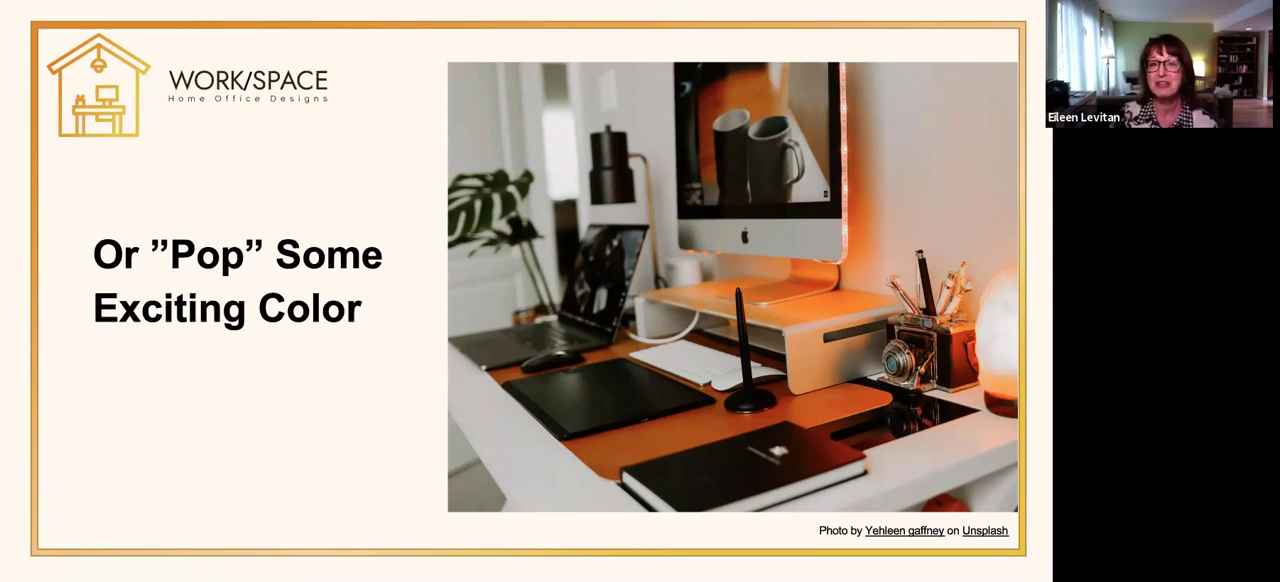 WORK/SPACE
Home Office Designs
Or ”Pop” Some
Exciting Color
Photo by Yehleen gaffney on Unsplash
Eileen Levitan